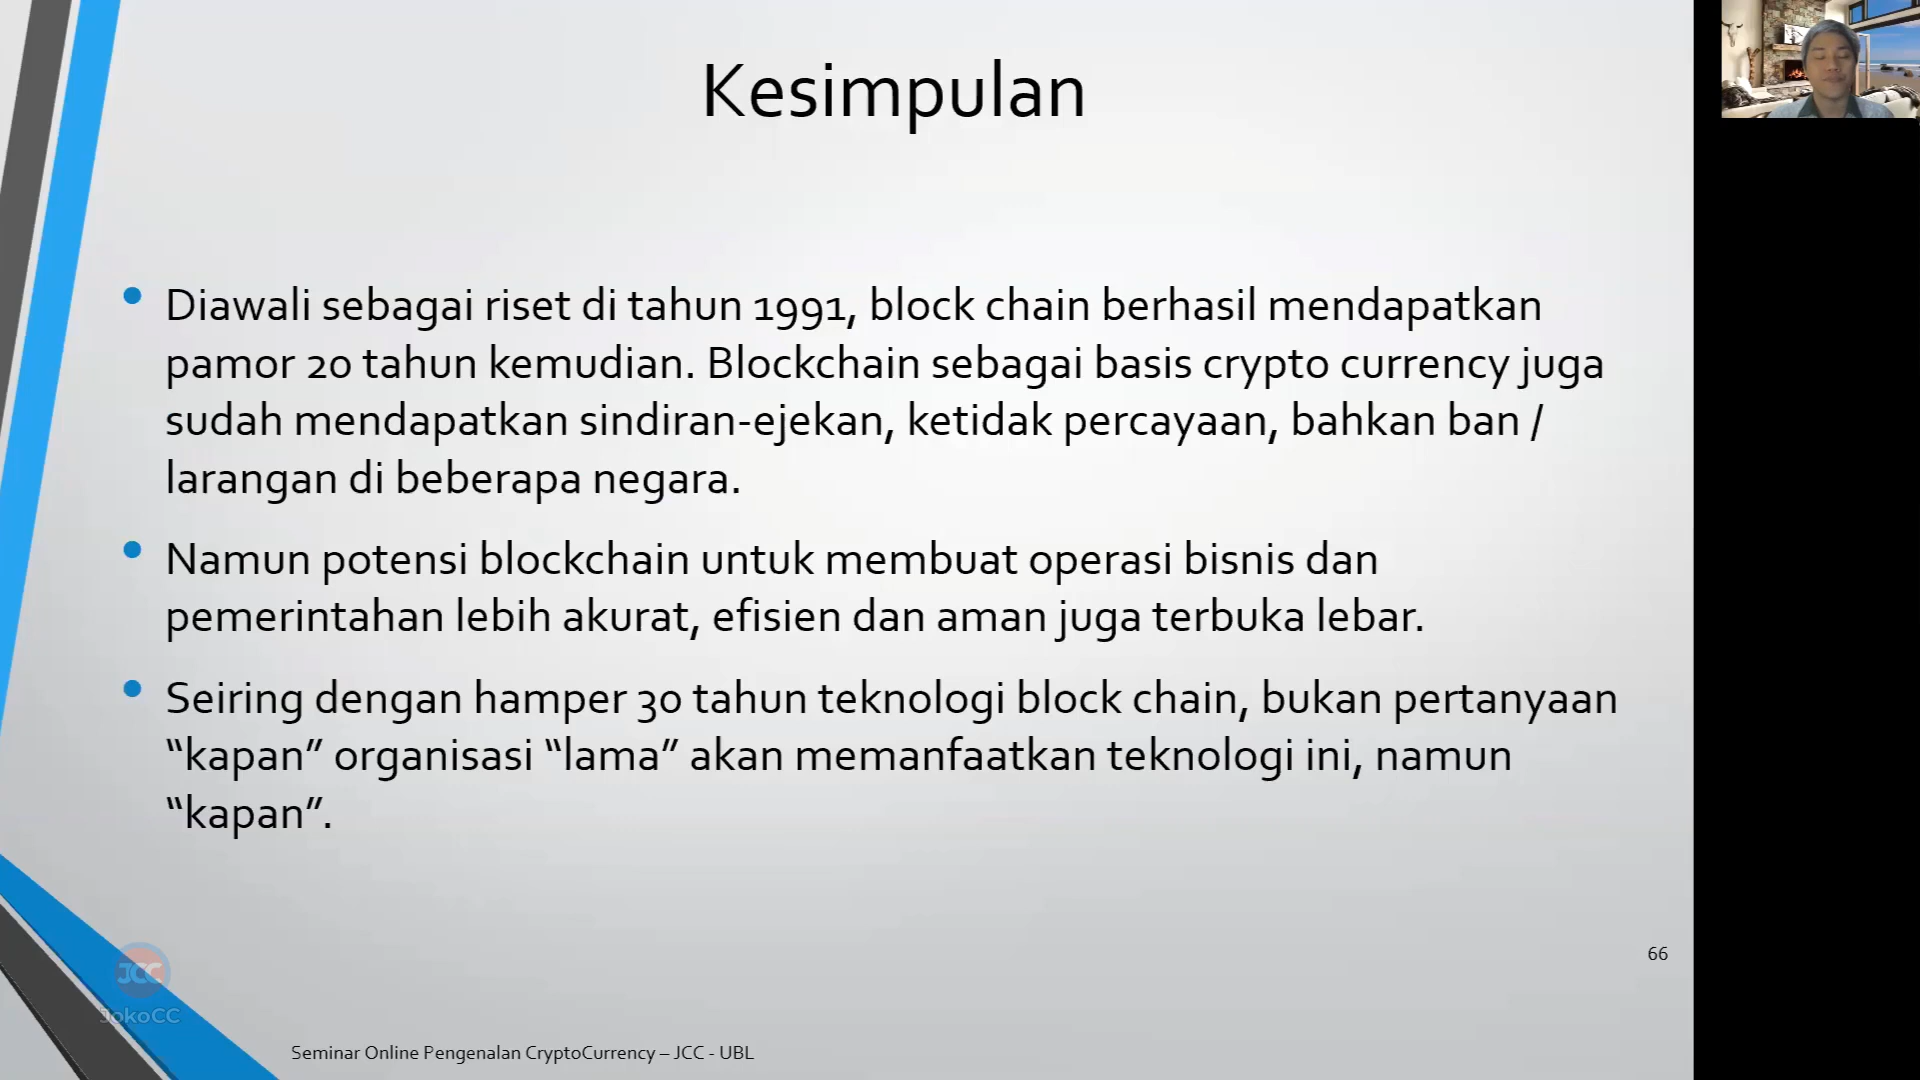 Kesimpulan
Diawali sebagai riset di tahun 1991, block chain berhasil mendapatkan
pamor 20 tahun kemudian. Blockchain sebagai basis crypto currency juga
sudah mendapatkan sindiran-ejekan, ketidak percayaan, bahkan ban /
larangan di beberapa negara.
Namun potensi blockchain untuk membuat operasi bisnis dan
pemerintahan lebih akurat, efisien dan aman juga terbuka lebar.
Seiring dengan hamper 30 tahun teknologi block chain, bukan pertanyaan
“kapan” organisasi “lama” akan memanfaatkan teknologi ini, namun
“kapan”.
66
JCC
JokoCC
Seminar Online Pengenalan CryptoCurrency – JCC - UBL